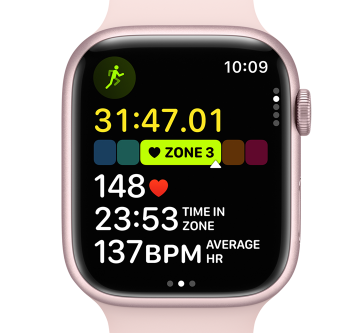 10:09
31:47.01
ZONE 3
148
23:53 TIME IN ZONE
137BPM AVERAGE HR